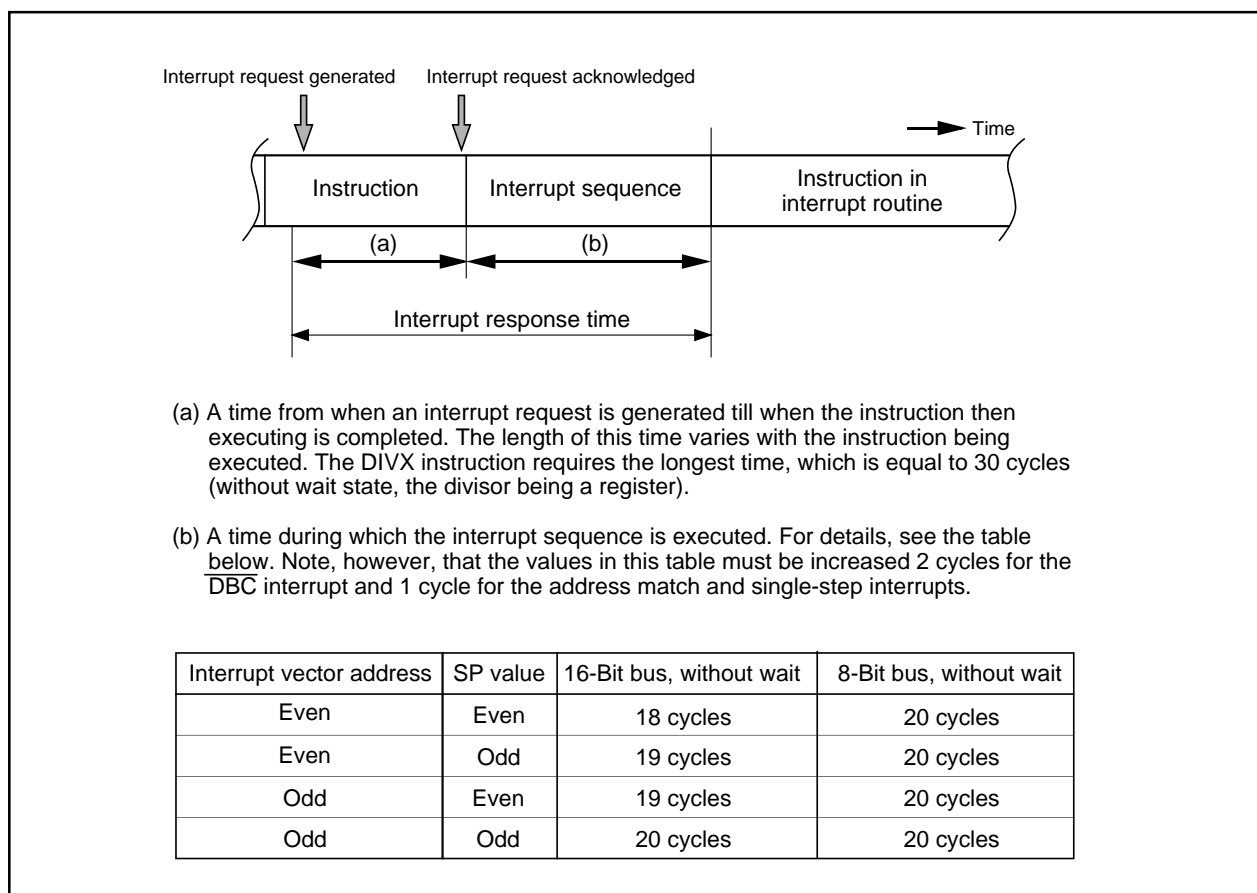 Interrupt request generated Interrupt request acknowledged
Time
Instruction Interrupt sequence Instruction in
interrupt routine
(a) (b)
Interrupt response time
(a) A time from when an interrupt request is generated till when the instruction then
executing is completed. The length of this time varies with the instruction being
executed. The DIVX instruction requires the longest time, which is equal to 30 cycles
(without wait state, the divisor being a register).
(b) A time during which the interrupt sequence is executed. For details, see the table
below. Note, however, that the values in this table must be increased 2 cycles for the
DBC interrupt and 1 cycle for the address match and single-step interrupts.
Interrupt vector address SP value 16-Bit bus, without wait 8-Bit bus, without wait
Even Even 18 cycles 20 cycles
Even Odd 19 cycles 20 cycles
Odd Even 19 cycles 20 cycles
Odd Odd 20 cycles 20 cycles